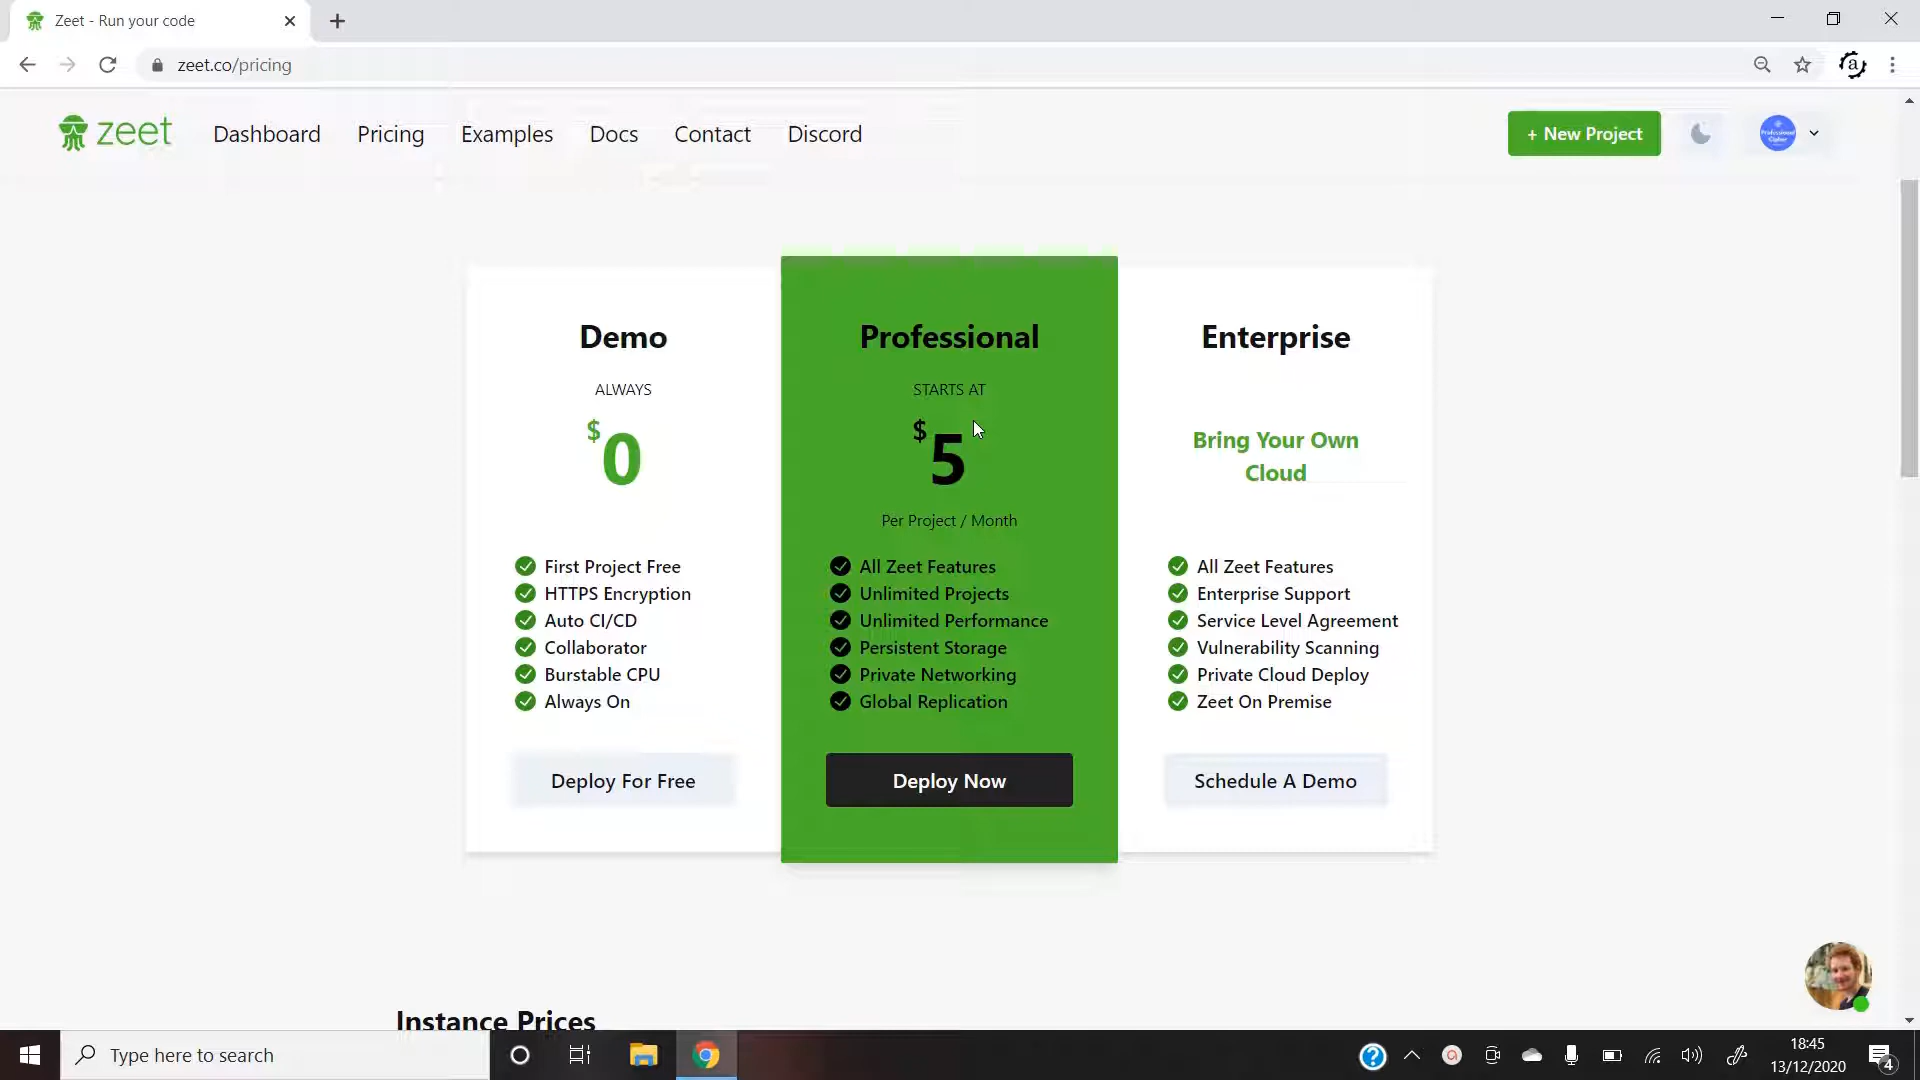 Zeet - Run your code
zeet.co/pricing
zeet
Dashboard
Pricing
Examples
Docs
Contact
Discord
+ New Project
Demo
ALWAYS
$0
First Project Free
HTTPS Encryption
Auto CI/CD
Collaborator
Burstable CPU
Always On
Deploy For Free
Professional
STARTS AT
$5
Per Project / Month
All Zeet Features
Unlimited Projects
Unlimited Performance
Persistent Storage
Private Networking
Global Replication
Deploy Now
Enterprise
Bring Your Own
Cloud
All Zeet Features
Enterprise Support
Service Level Agreement
Vulnerability Scanning
Private Cloud Deploy
Zeet On Premise
Schedule A Demo
Instance Prices
Type here to search
18:45
13/12/2020
4